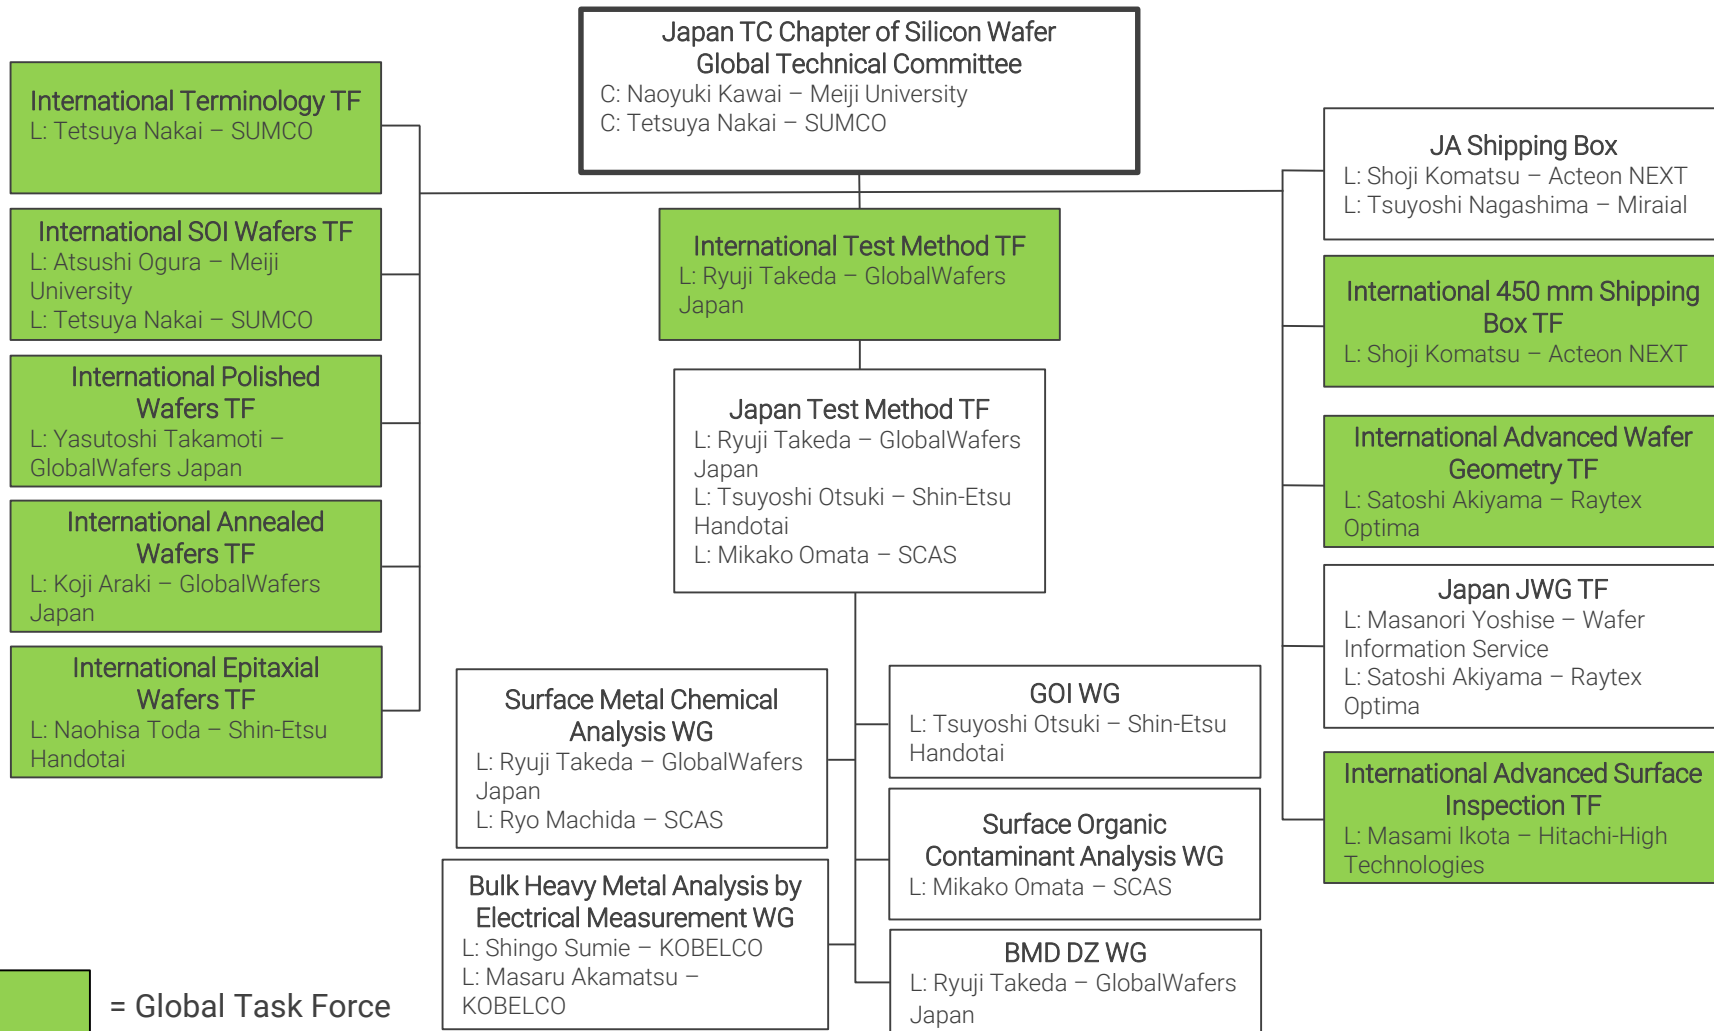 Japan TC Chapter of Silicon Wafer
Global Technical Committee
C: Naoyuki Kawai – Meiji University
C: Tetsuya Nakai – SUMCO
International Terminology TF
L: Tetsuya Nakai – SUMCO
International SOI Wafers TF
L: Atsushi Ogura – Meiji
University
L: Tetsuya Nakai – SUMCO
International Polished
Wafers TF
L: Yasutoshi Takamoti –
GlobalWafers Japan
International Annealed
Wafers TF
L: Koji Araki – GlobalWafers
Japan
International Epitaxial
Wafers TF
L: Naohisa Toda – Shin-Etsu
Handotai
International Test Method TF
L: Ryuji Takeda – GlobalWafers
Japan
Japan Test Method TF
L: Ryuji Takeda – GlobalWafers
Japan
L: Tsuyoshi Otsuki – Shin-Etsu
Handotai
L: Mikako Omata – SCAS
Surface Metal Chemical
Analysis WG
L: Ryuji Takeda – GlobalWafers
Japan
L: Ryo Machida – SCAS
Bulk Heavy Metal Analysis by
Electrical Measurement WG
L: Shingo Sumie – KOBELCO
L: Masaru Akamatsu –
KOBELCO
GOI WG
L: Tsuyoshi Otsuki – Shin-Etsu
Handotai
Surface Organic
Contaminant Analysis WG
L: Mikako Omata – SCAS
BMD DZ WG
L: Ryuji Takeda – GlobalWafers
Japan
JA Shipping Box
L: Shoji Komatsu – Acteon NEXT
L: Tsuyoshi Nagashima – Miraial
International 450 mm Shipping
Box TF
L: Shoji Komatsu – Acteon NEXT
International Advanced Wafer
Geometry TF
L: Satoshi Akiyama – Raytex
Optima
Japan JWG TF
L: Masanori Yoshise – Wafer
Information Service
L: Satoshi Akiyama – Raytex
Optima
International Advanced Surface
Inspection TF
L: Masami Ikota – Hitachi-High
Technologies
= Global Task Force